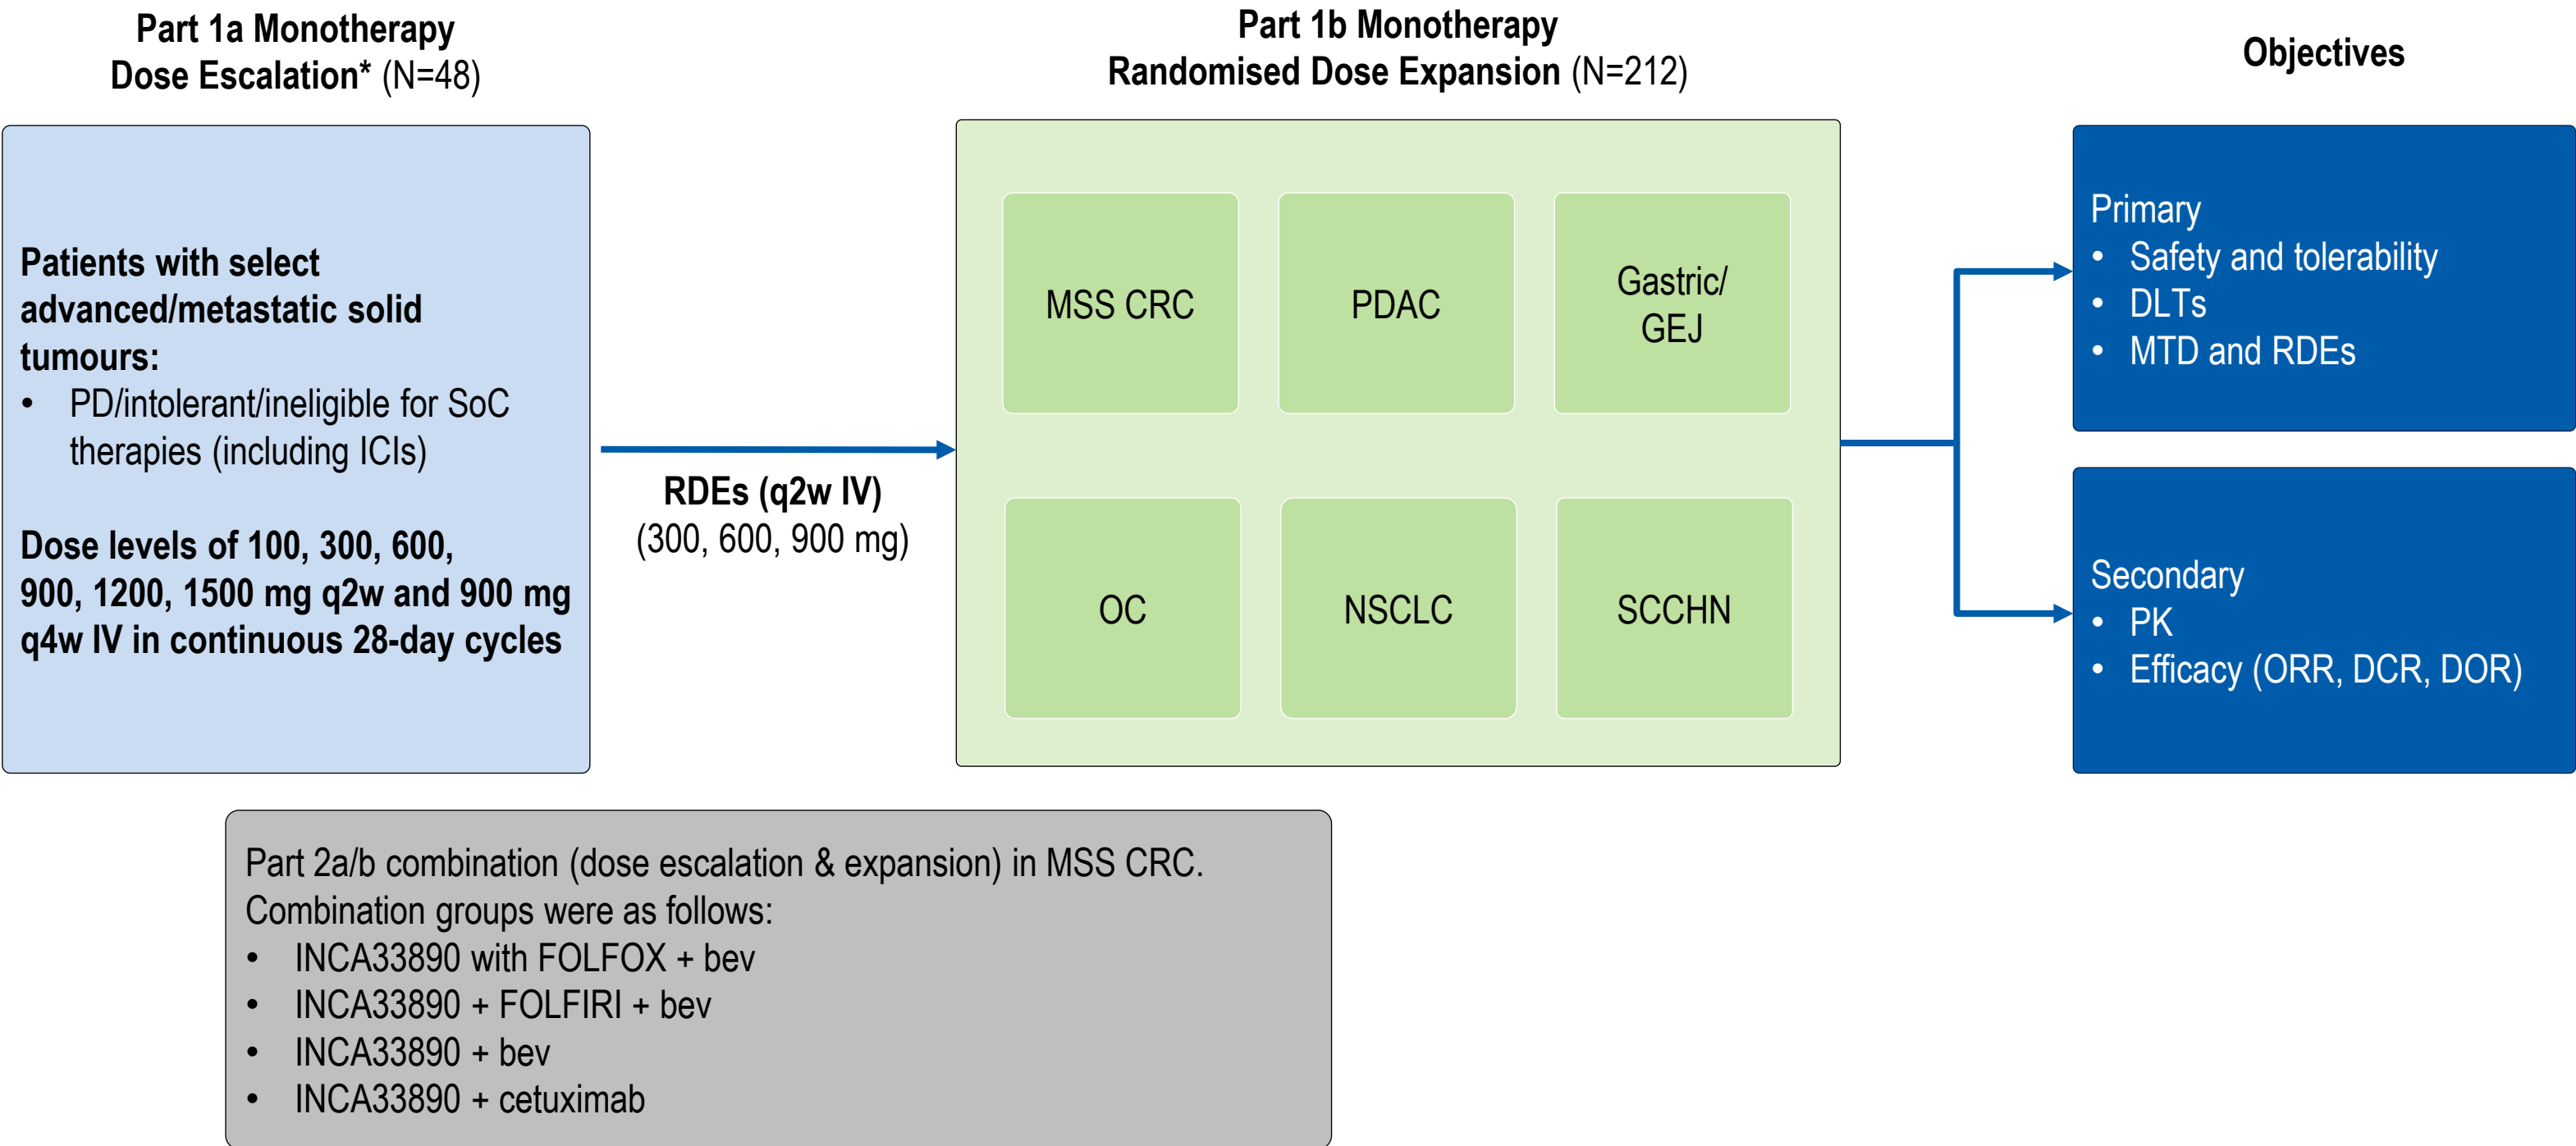 Part 1a Monotherapy
Dose Escalation* (N=48)
Patients with select
advanced/metastatic solid
tumours:
• PD/intolerant/ineligible for SoC
therapies (including ICIs)
Dose levels of 100, 300, 600,
900, 1200, 1500 mg q2w and 900 mg
q4w IV in continuous 28-day cycles
RDEs (q2w IV)
(300, 600, 900 mg)
Part 1b Monotherapy
Randomised Dose Expansion (N=212)
MSS CRC
PDAC
Gastric/
GEJ
OC
NSCLC
SCCHN
Objectives
Primary
• Safety and tolerability
• DLTs
• MTD and RDEs
Secondary
• PK
• Efficacy (ORR, DCR, DOR)
Part 2a/b combination (dose escalation & expansion) in MSS CRC.
Combination groups were as follows:
• INCA33890 with FOLFOX + bev
• INCA33890 + FOLFIRI + bev
• INCA33890 + bev
• INCA33890 + cetuximab